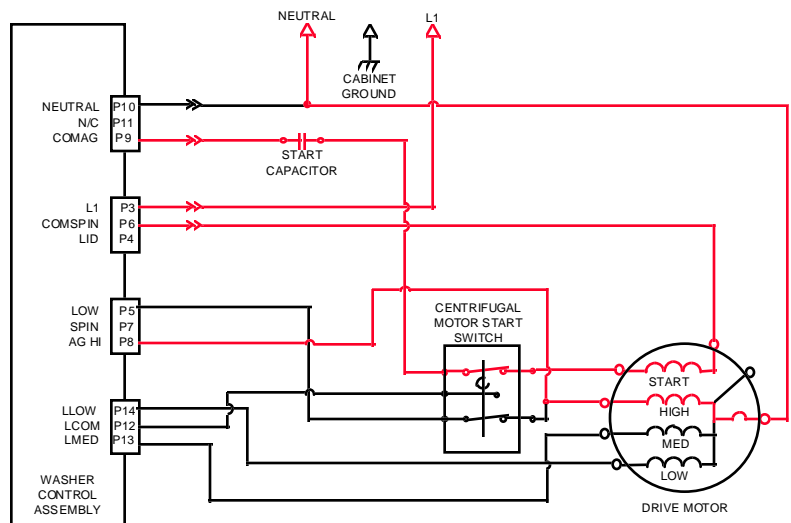 NEUTRAL
L1
CABINET
GROUND
NEUTRAL P10
N/C P11
COMAG P9
START
CAPACITOR
L1 P3
COMSPIN P6
LID P4
LOW P5
SPIN P7
AG HI P8
CENTRIFUGAL
MOTOR START
SWITCH
START
HIGH
MED
LOW
LLOW P14
LCOM P12
LMED P13
WASHER
CONTROL
ASSEMBLY
DRIVE MOTOR